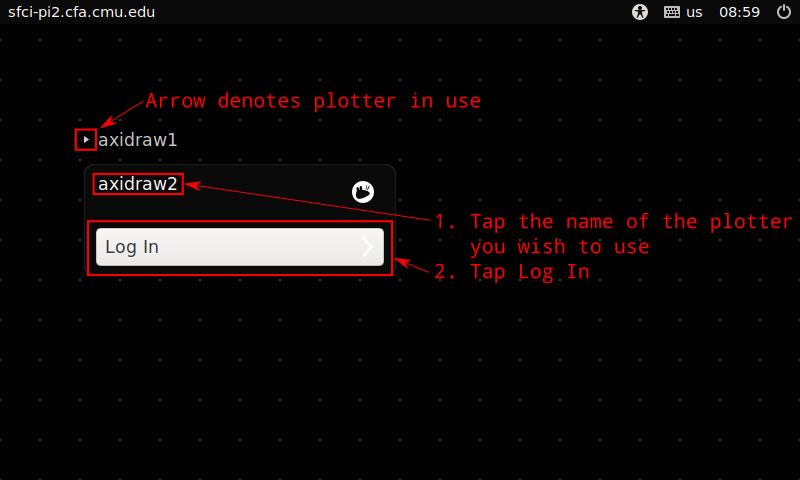 sfci-pi2.cfa.cmu.edu us 08:59
Arrow denotes plotter in use
axidraw1
axidraw2
1. Tap the name of the plotter
you wish to use
Log In
2. Tap Log In